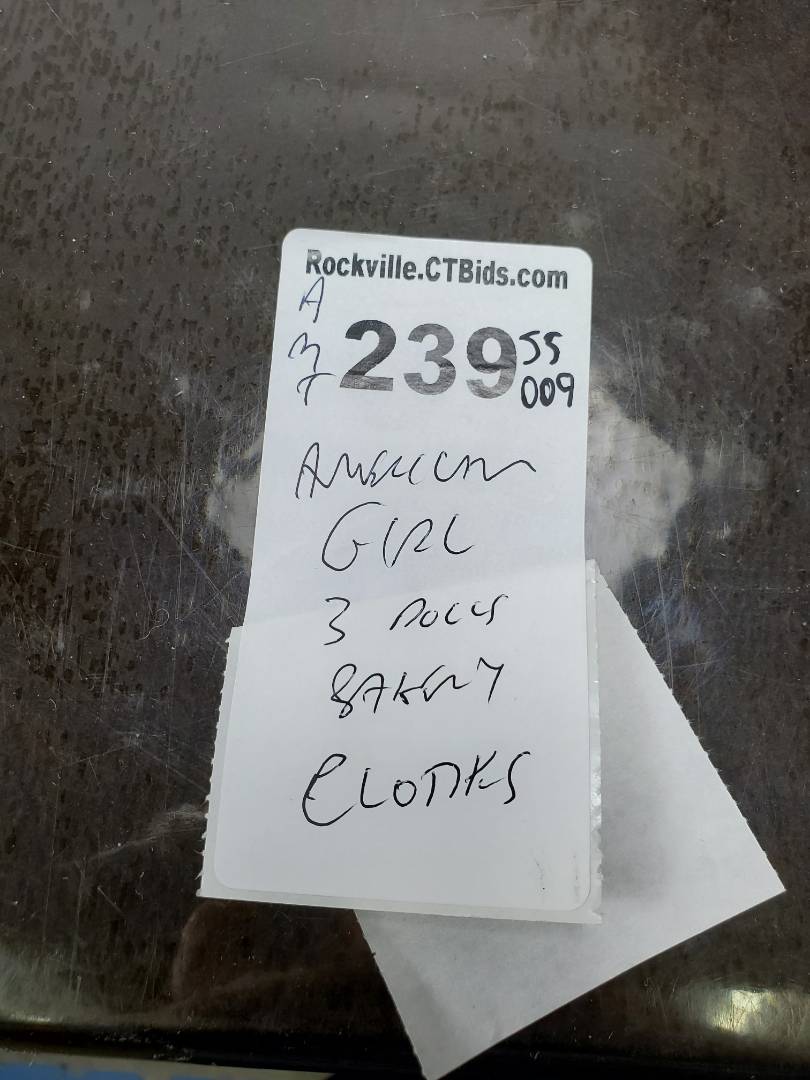 Rockville.CTBids.com
A
M
T
239
55
009
AMERICAN
GIRL
3 DOLLS
BAKERY
CLOTHES